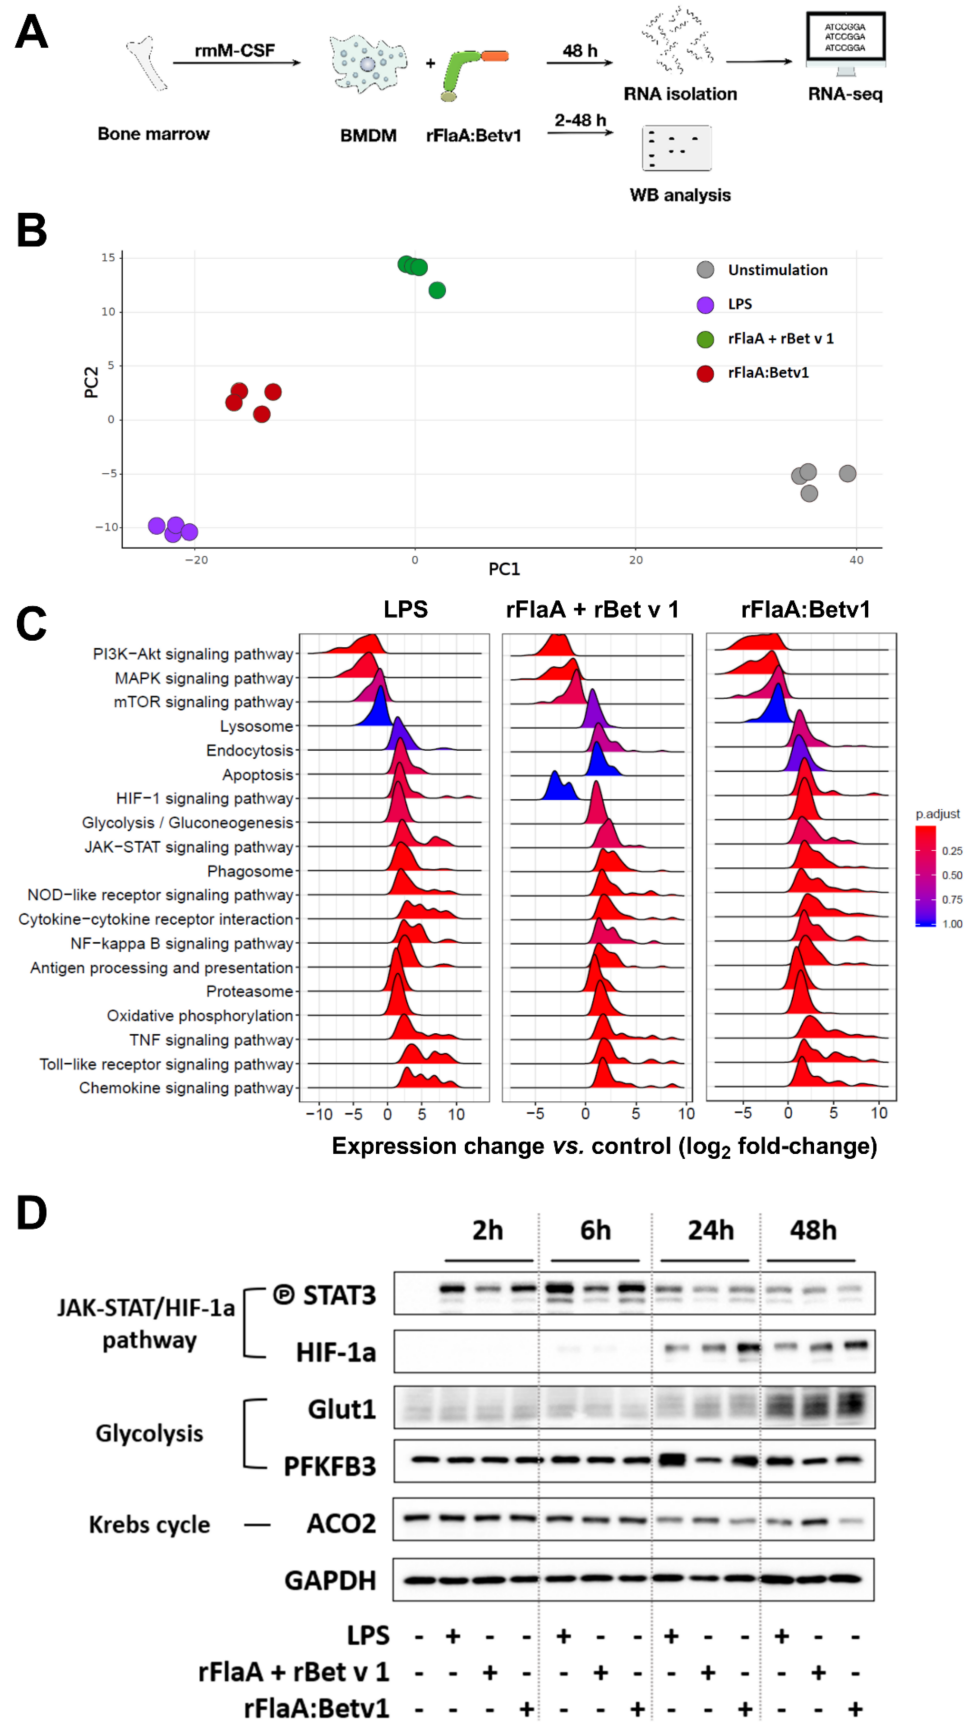 A
rmM-CSF
48 h
ATCCGGA
ATCCGGA
ATCCGGA
+
RNA isolation
RNA-seq
Bone marrow
BMDM
rFlaA:Betv1
2-48 h
WB analysis
B
15
10
5
0
−5
−10
PC2
−20
0
20
40
PC1
Unstimulation
LPS
rFlaA + rBet v 1
rFlaA:Betv1
C
LPS
rFlaA + rBet v 1
rFlaA:Betv1
PI3K−Akt signaling pathway
MAPK signaling pathway
mTOR signaling pathway
Lysosome
Endocytosis
Apoptosis
HIF−1 signaling pathway
Glycolysis / Gluconeogenesis
JAK−STAT signaling pathway
Phagosome
NOD−like receptor signaling pathway
Cytokine−cytokine receptor interaction
NF−kappa B signaling pathway
Antigen processing and presentation
Proteasome
Oxidative phosphorylation
TNF signaling pathway
Toll−like receptor signaling pathway
Chemokine signaling pathway
p.adjust
0.25
0.50
0.75
1.00
−10 −5 0 5 10
−5 0 5 10
−5 0 5 10
Expression change vs. control (log2 fold-change)
D
2h
6h
24h
48h
JAK-STAT/HIF-1a
pathway
P STAT3
HIF-1a
Glycolysis
Glut1
PFKFB3
Krebs cycle
ACO2
GAPDH
LPS - + - - + - - + - - + - -
rFlaA + rBet v 1 - - + - - + - - + - - + -
rFlaA:Betv1 - - - + - - + - - + - - +